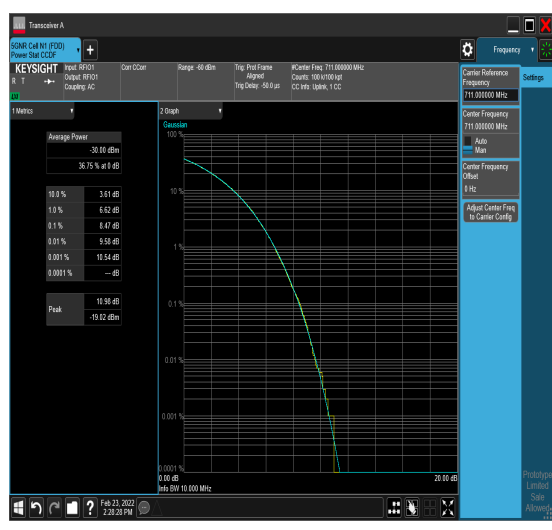 Transceiver A
5GNR Cell N1 (FDD)
Power Stat CCDF
Frequency
KEYSIGHT
R T
LXI
Input: RFIO1
Output: RFIO1
Coupling: AC
Corr CCorr
Range: -60 dBm
Trig: Prot Frame
Aligned
Trig Delay: -50.0 µs
#Center Freq: 711.000000 MHz
Counts: 100 k/100 kpt
CC Info: Uplink, 1 CC
Carrier Reference
Frequency
711.000000 MHz
Settings
Center Frequency
711.000000 MHz
Auto
Man
Center Frequency
Offset
0 Hz
Adjust Center Freq
to Carrier Config
1 Metrics
Average Power
-30.00 dBm
36.75 % at 0 dB
10.0 % 3.61 dB
1.0 % 6.62 dB
0.1 % 8.47 dB
0.01 % 9.58 dB
0.001 % 10.54 dB
0.0001 % --- dB
Peak
10.98 dB
-19.02 dBm
2 Graph
Gaussian
100 %
10 %
1 %
0.1 %
0.01 %
0.001 %
0.001 %
0.00 dB 20.00 dB
Info BW 10.000 MHz
Feb 23, 2022
2:28:28 PM
Prototype
Limited
Sale
Allowed